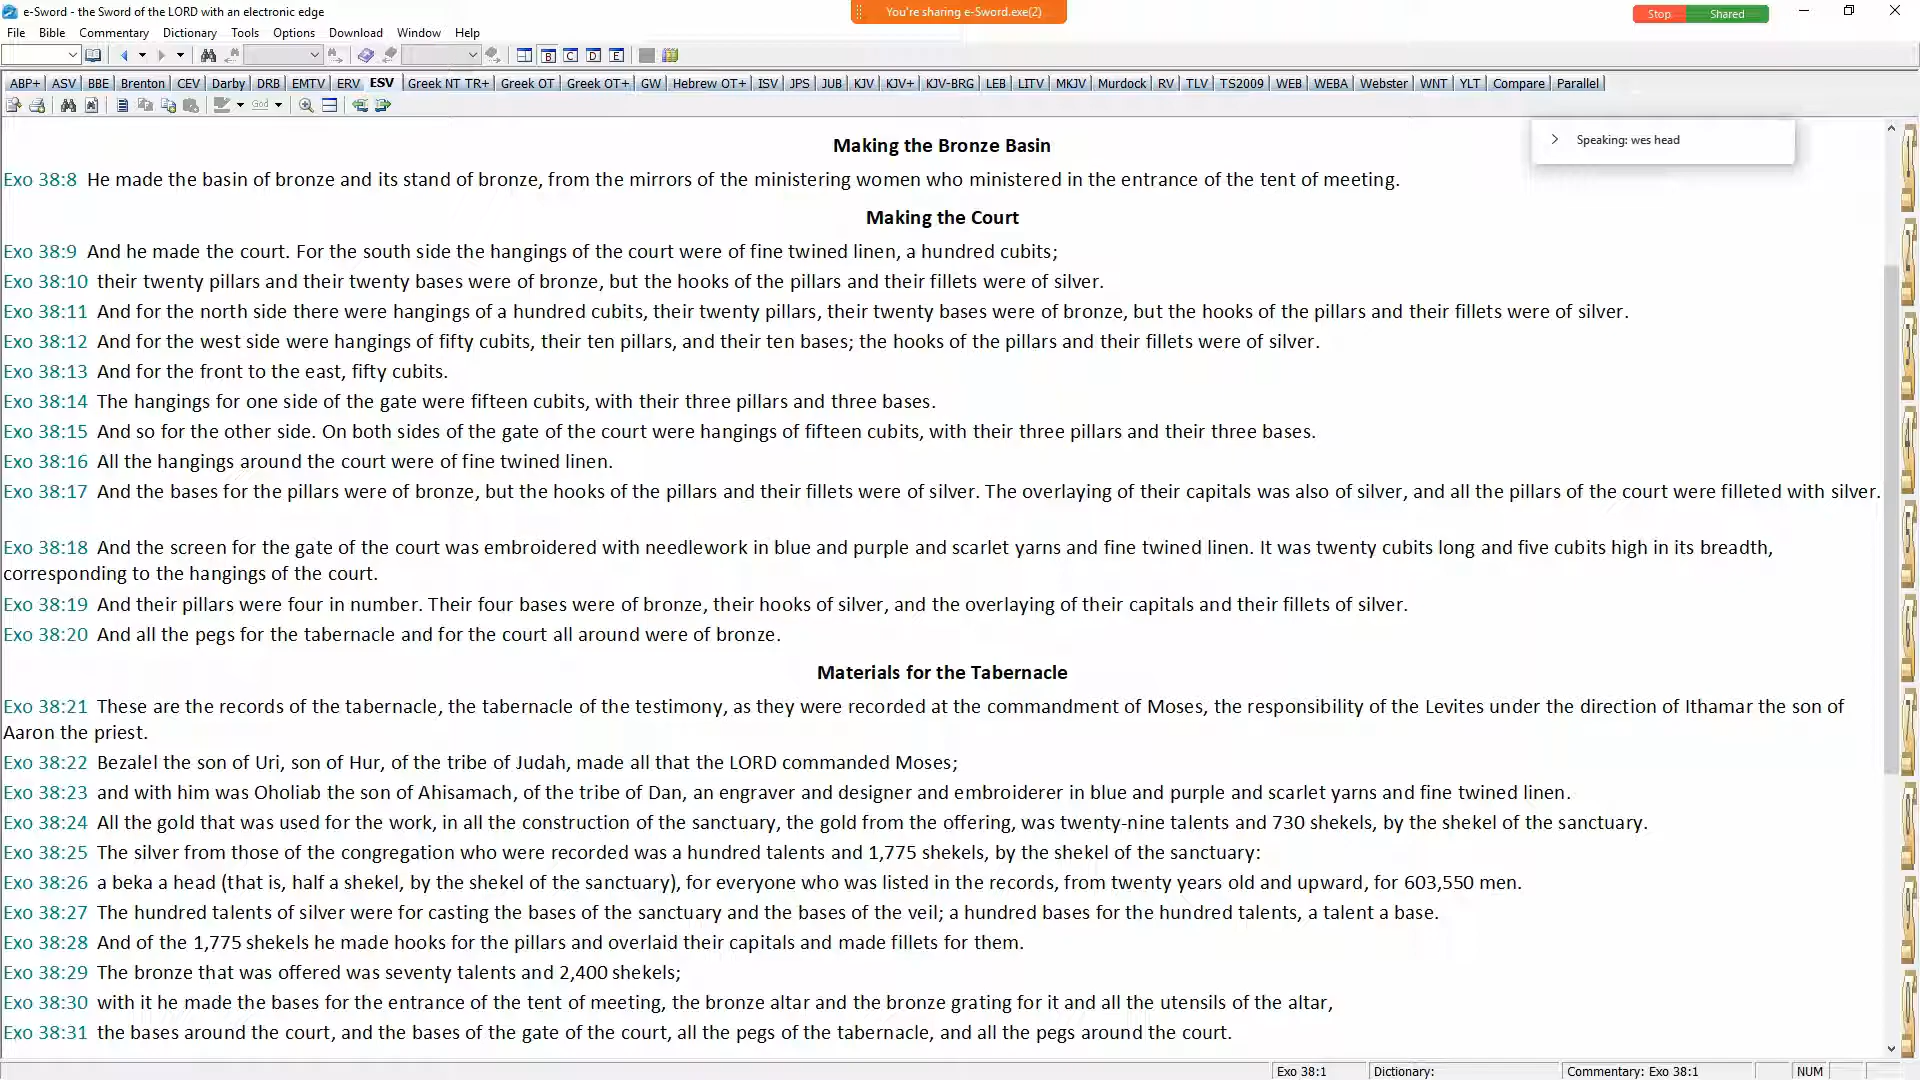 e-Sword - the Sword of the LORD with an electronic edge
You're sharing e-Sword.exe(2)
Stop Shared
File Bible Commentary Dictionary Tools Options Download Window Help
B C D E
ABP+ ASV BBE Brenton CEV Darby DRB EMTV ERV ESV Greek NT TR+ Greek OT Greek OT+ GW Hebrew OT+ ISV JPS JUB KJV KJV+ KJV-BRG LEB LITV MKJV Murdock RV TLV TS2009 WEB WEBA Webster WNT YLT Compare Parallel
God
Speaking: wes head
Making the Bronze Basin
Exo 38:8 He made the basin of bronze and its stand of bronze, from the mirrors of the ministering women who ministered in the entrance of the tent of meeting.
Making the Court
Exo 38:9 And he made the court. For the south side the hangings of the court were of fine twined linen, a hundred cubits;
Exo 38:10 their twenty pillars and their twenty bases were of bronze, but the hooks of the pillars and their fillets were of silver.
Exo 38:11 And for the north side there were hangings of a hundred cubits, their twenty pillars, their twenty bases were of bronze, but the hooks of the pillars and their fillets were of silver.
Exo 38:12 And for the west side were hangings of fifty cubits, their ten pillars, and their ten bases; the hooks of the pillars and their fillets were of silver.
Exo 38:13 And for the front to the east, fifty cubits.
Exo 38:14 The hangings for one side of the gate were fifteen cubits, with their three pillars and three bases.
Exo 38:15 And so for the other side. On both sides of the gate of the court were hangings of fifteen cubits, with their three pillars and their three bases.
Exo 38:16 All the hangings around the court were of fine twined linen.
Exo 38:17 And the bases for the pillars were of bronze, but the hooks of the pillars and their fillets were of silver. The overlaying of their capitals was also of silver, and all the pillars of the court were filleted with silver.
Exo 38:18 And the screen for the gate of the court was embroidered with needlework in blue and purple and scarlet yarns and fine twined linen. It was twenty cubits long and five cubits high in its breadth,
corresponding to the hangings of the court.
Exo 38:19 And their pillars were four in number. Their four bases were of bronze, their hooks of silver, and the overlaying of their capitals and their fillets of silver.
Exo 38:20 And all the pegs for the tabernacle and for the court all around were of bronze.
Materials for the Tabernacle
Exo 38:21 These are the records of the tabernacle, the tabernacle of the testimony, as they were recorded at the commandment of Moses, the responsibility of the Levites under the direction of Ithamar the son of
Aaron the priest.
Exo 38:22 Bezalel the son of Uri, son of Hur, of the tribe of Judah, made all that the LORD commanded Moses;
Exo 38:23 and with him was Oholiab the son of Ahisamach, of the tribe of Dan, an engraver and designer and embroiderer in blue and purple and scarlet yarns and fine twined linen.
Exo 38:24 All the gold that was used for the work, in all the construction of the sanctuary, the gold from the offering, was twenty-nine talents and 730 shekels, by the shekel of the sanctuary.
Exo 38:25 The silver from those of the congregation who were recorded was a hundred talents and 1,775 shekels, by the shekel of the sanctuary:
Exo 38:26 a beka a head (that is, half a shekel, by the shekel of the sanctuary), for everyone who was listed in the records, from twenty years old and upward, for 603,550 men.
Exo 38:27 The hundred talents of silver were for casting the bases of the sanctuary and the bases of the veil; a hundred bases for the hundred talents, a talent a base.
Exo 38:28 And of the 1,775 shekels he made hooks for the pillars and overlaid their capitals and made fillets for them.
Exo 38:29 The bronze that was offered was seventy talents and 2,400 shekels;
Exo 38:30 with it he made the bases for the entrance of the tent of meeting, the bronze altar and the bronze grating for it and all the utensils of the altar,
Exo 38:31 the bases around the court, and the bases of the gate of the court, all the pegs of the tabernacle, and all the pegs around the court.
Exo 38:1 Dictionary: Commentary: Exo 38:1 NUM